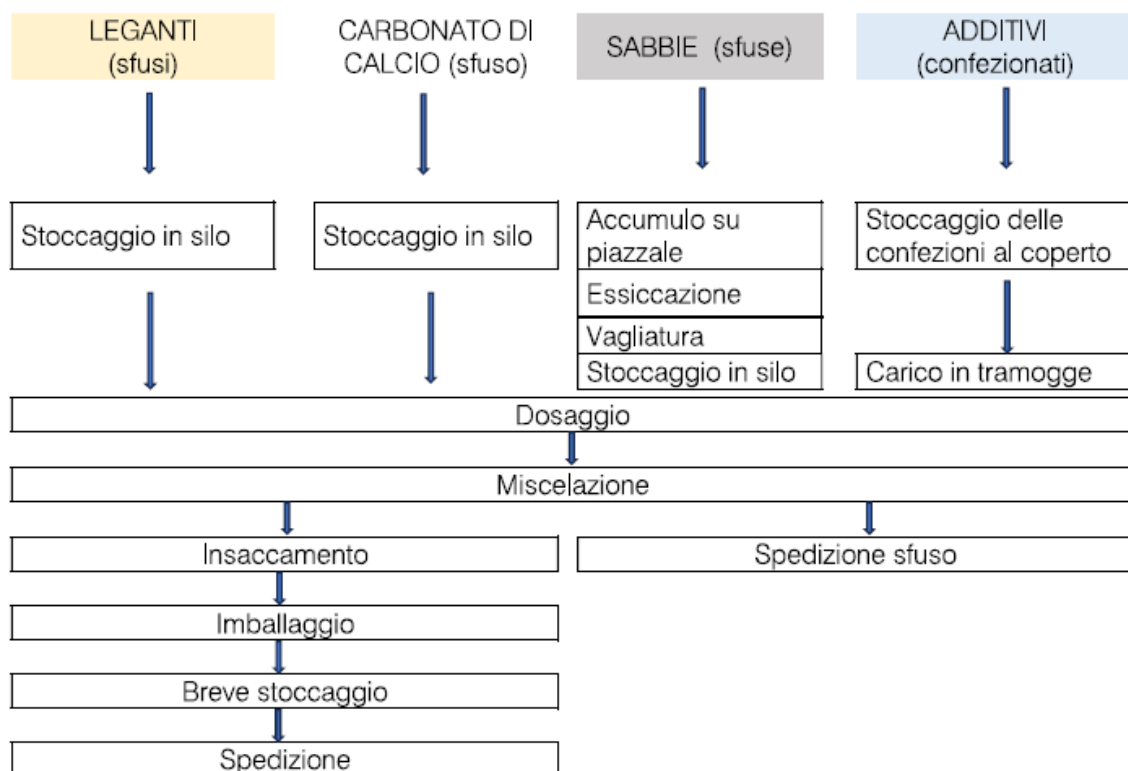 LEGANTI
(sfusi)
CARBONATO DI
CALCIO (sfuso)
SABBIE (sfuse)
ADDITIVI
(confezionati)
Stoccaggio in silo
Stoccaggio in silo
Accumulo su
piazzale
Essiccazione
Vagliatura
Stoccaggio in silo
Stoccaggio delle
confezioni al coperto
Carico in tramogge
Dosaggio
Miscelazione
Insaccamento
Spedizione sfuso
Imballaggio
Breve stoccaggio
Spedizione